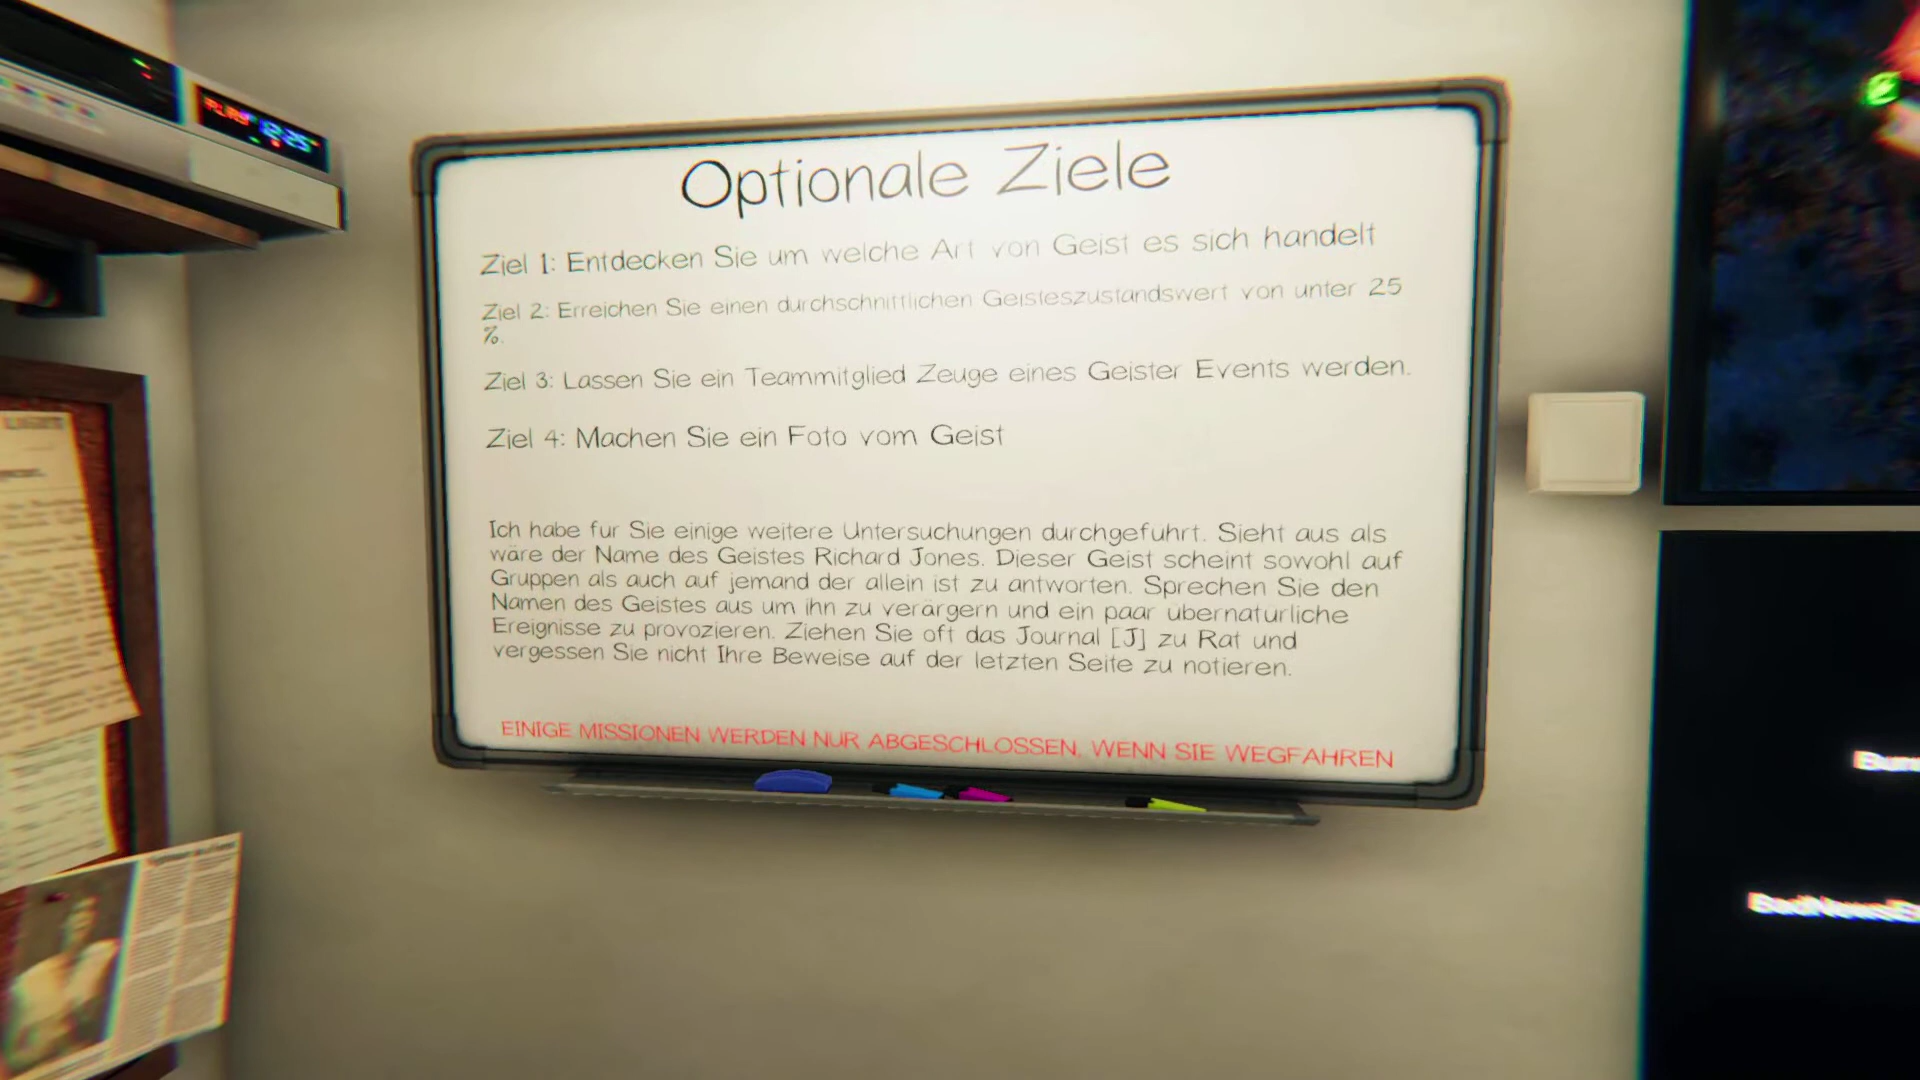 PLAY 12:25
Optionale Ziele
Ziel 1: Entdecken Sie um welche Art von Geist es sich handelt
Ziel 2: Erreichen Sie einen durchschnittlichen Geisteszustandswert von unter 25
%.
Ziel 3: Lassen Sie ein Teammitglied Zeuge eines Geister Events werden.
Ziel 4: Machen Sie ein Foto vom Geist
Ich habe fur Sie einige weitere Untersuchungen durchgefuhrt. Sieht aus als
wäre der Name des Geistes Richard Jones. Dieser Geist scheint sowohl auf
Gruppen als auch auf jemand der allein ist zu antworten. Sprechen Sie den
Namen des Geistes aus um ihn zu verärgern und ein paar ubernaturliche
Ereignisse zu provozieren. Ziehen Sie oft das Journal [J] zu Rat und
vergessen Sie nicht Ihre Beweise auf der letzten Seite zu notieren.
EINIGE MISSIONEN WERDEN NUR ABGESCHLOSSEN, WENN SIE WEGFAHREN